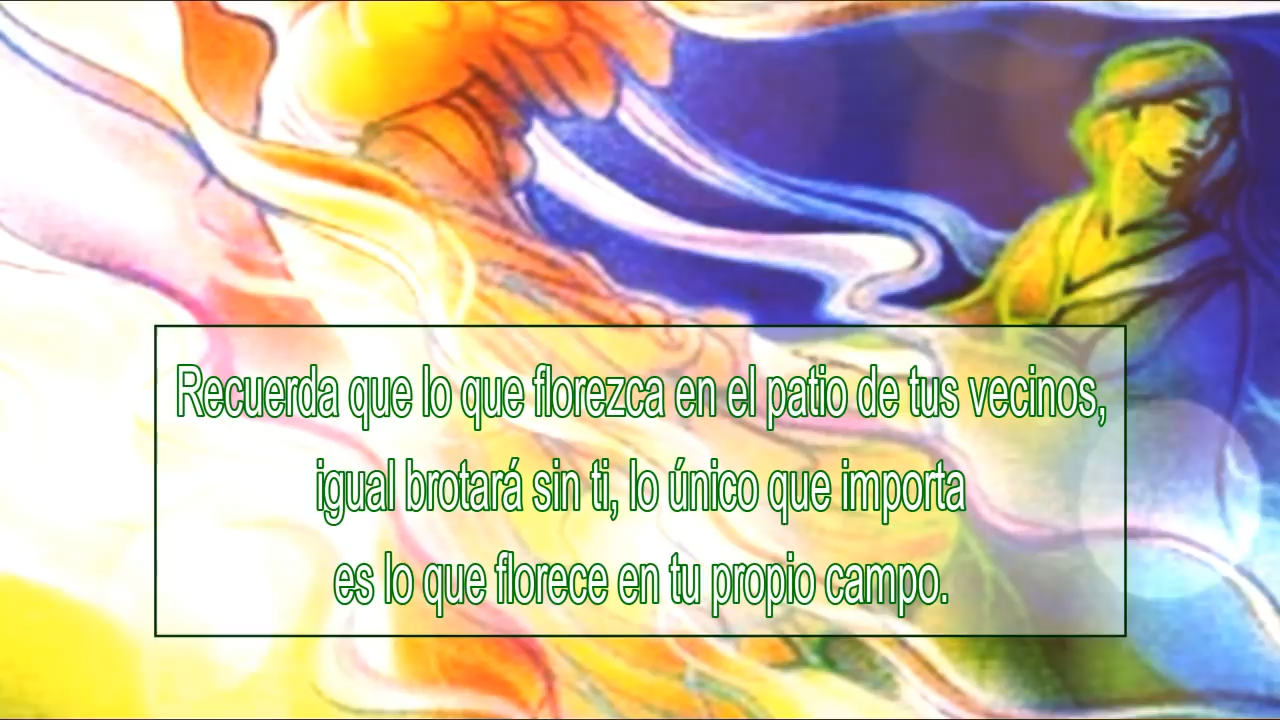 Recuerda que lo que florezca en el patio de tus vecinos,
igual brotará sin ti, lo único que importa
es lo que florece en tu propio campo.